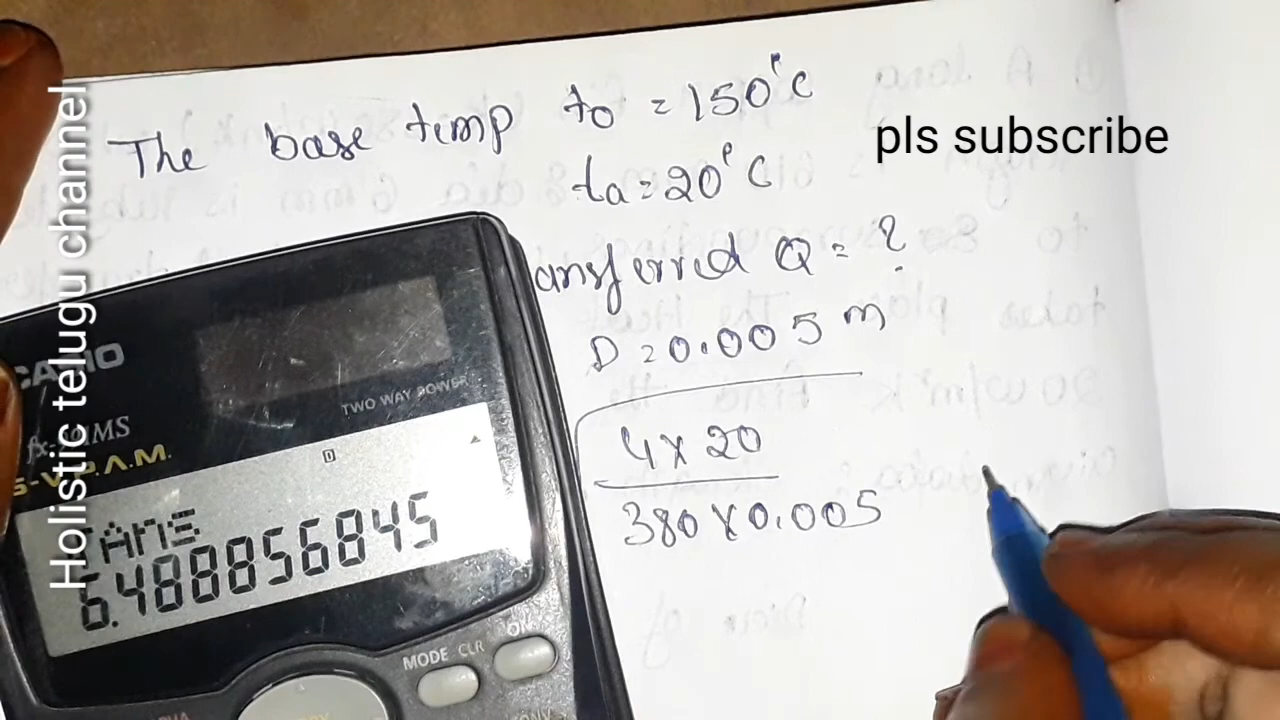 The base temp to = 150°C
ta = 20°C
ansferred Q = ?
D = 0.005 m
4 x 20
380 x 0.005
pls subscribe
Holistic telugu channel
CASIO
TWO WAY POWER
S-V.P.A.M.
D
√Ans
6.488856845
MODE CLR
ON